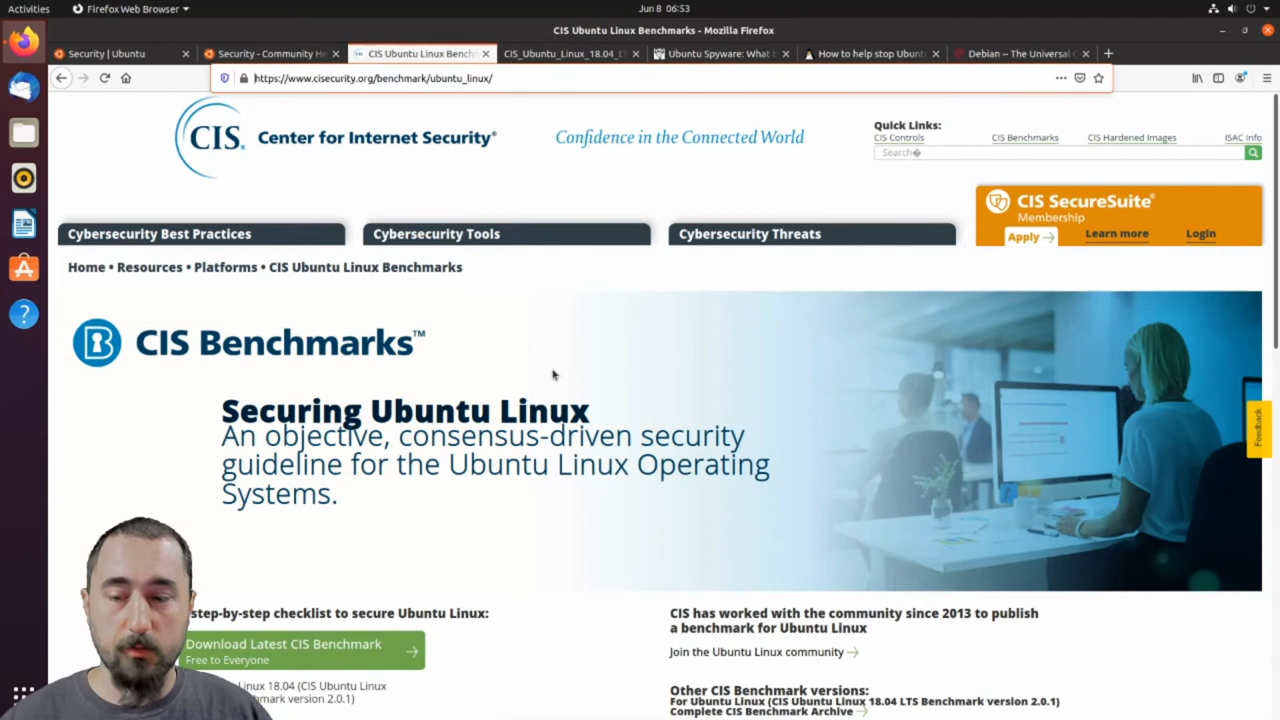 Activities
Firefox Web Browser
Jun 8 06:53
CIS Ubuntu Linux Benchmarks - Mozilla Firefox
Security | Ubuntu
Security - Community He
CIS Ubuntu Linux Bench
CIS_Ubuntu_Linux_18.04_LT
Ubuntu Spyware: What t
How to help stop Ubunt
Debian -- The Universal O
https://www.cisecurity.org/benchmark/ubuntu_linux/
CIS.
Center for Internet Security®
Confidence in the Connected World
Quick Links:
CIS Controls
CIS Benchmarks
CIS Hardened Images
ISAC Info
Search�
CIS SecureSuite®
Membership
Apply
Learn more
Login
Cybersecurity Best Practices
Cybersecurity Tools
Cybersecurity Threats
Home • Resources • Platforms • CIS Ubuntu Linux Benchmarks
CIS Benchmarks™
Securing Ubuntu Linux
An objective, consensus-driven security
guideline for the Ubuntu Linux Operating
Systems.
Feedback
step-by-step checklist to secure Ubuntu Linux:
Download Latest CIS Benchmark
Free to Everyone
Linux 18.04 (CIS Ubuntu Linux
version 2.0.1)
CIS has worked with the community since 2013 to publish
a benchmark for Ubuntu Linux
Join the Ubuntu Linux community
Other CIS Benchmark versions:
For Ubuntu Linux (CIS Ubuntu Linux 18.04 LTS Benchmark version 2.0.1)
Complete CIS Benchmark Archive